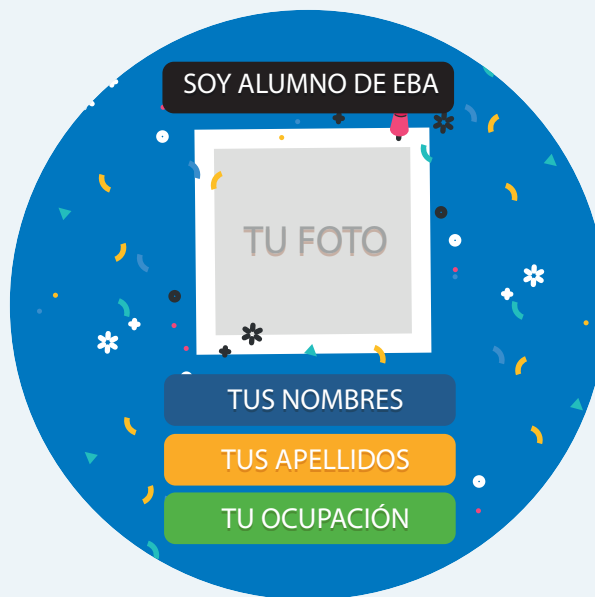 SOY ALUMNO DE EBA
TU FOTO
TUS NOMBRES
TUS APELLIDOS
TU OCUPACIÓN